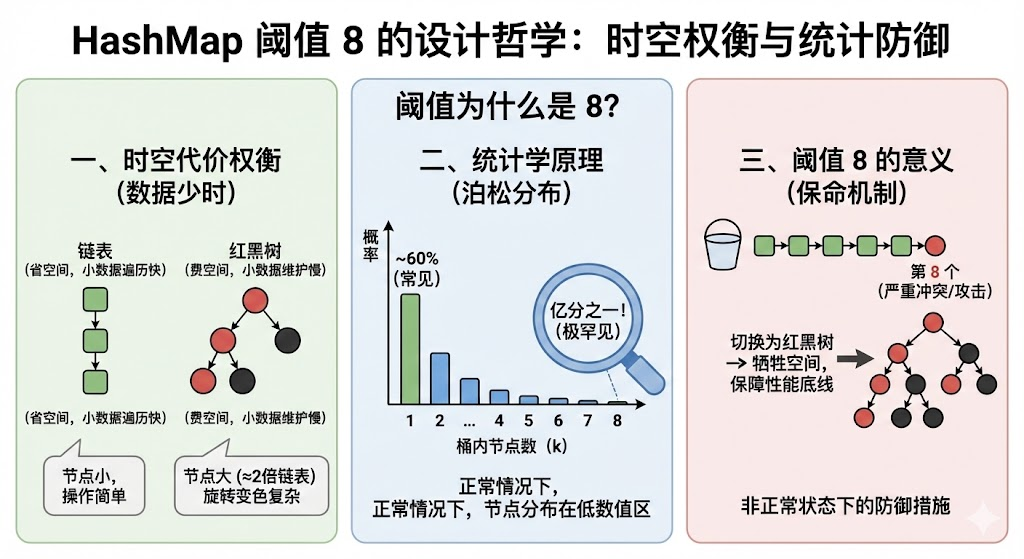 HashMap 阈值 8 的设计哲学：时空权衡与统计防御
一、时空代价权衡
（数据少时）
链表
（省空间，小数据遍历快）
红黑树
（费空间，小数据维护慢）
（省空间，小数据遍历快）
（费空间，小数据维护慢）
节点小，
操作简单
节点大 (≈2倍链表)
旋转变色复杂
阈值为什么是 8？
二、统计学原理
（泊松分布）
概率
~60%
（常见）
亿分之一！
（极罕见）
1 2 ... 4 5 6 7 8
桶内节点数（k）
正常情况下，
正常情况下，节点分布在低数值区
三、阈值 8 的意义
（保命机制）
第 8 个
（严重冲突/攻击）
切换为红黑树
→ 牺牲空间，
保障性能底线
非正常状态下的防御措施